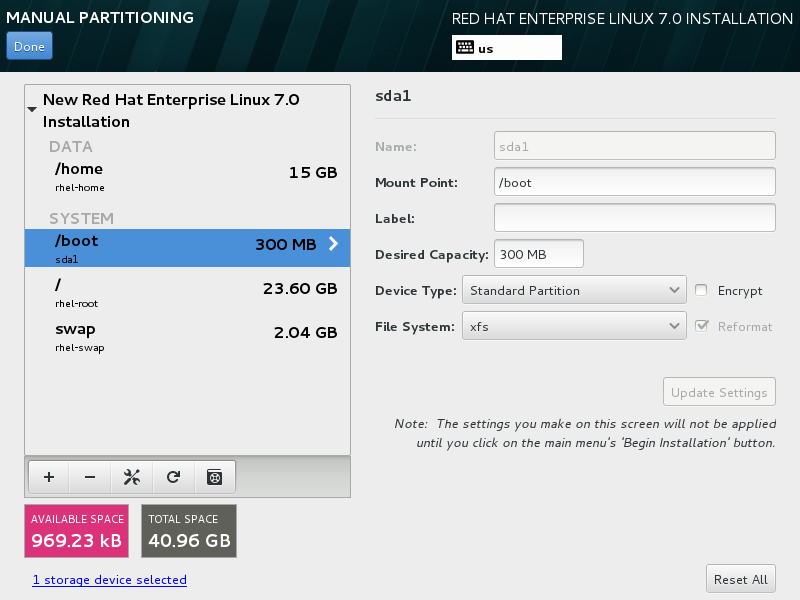 MANUAL PARTITIONING
RED HAT ENTERPRISE LINUX 7.0 INSTALLATION
Done
us
New Red Hat Enterprise Linux 7.0
Installation
DATA
/home
15 GB
rhel-home
SYSTEM
/boot
300 MB
sda1
/
23.60 GB
rhel-root
swap
2.04 GB
rhel-swap
AVAILABLE SPACE
969.23 kB
TOTAL SPACE
40.96 GB
1 storage device selected
sda1
Name: sda1
Mount Point: /boot
Label:
Desired Capacity: 300 MB
Device Type: Standard Partition Encrypt
File System: xfs Reformat
Update Settings
Note: The settings you make on this screen will not be applied
until you click on the main menu's 'Begin Installation' button.
Reset All